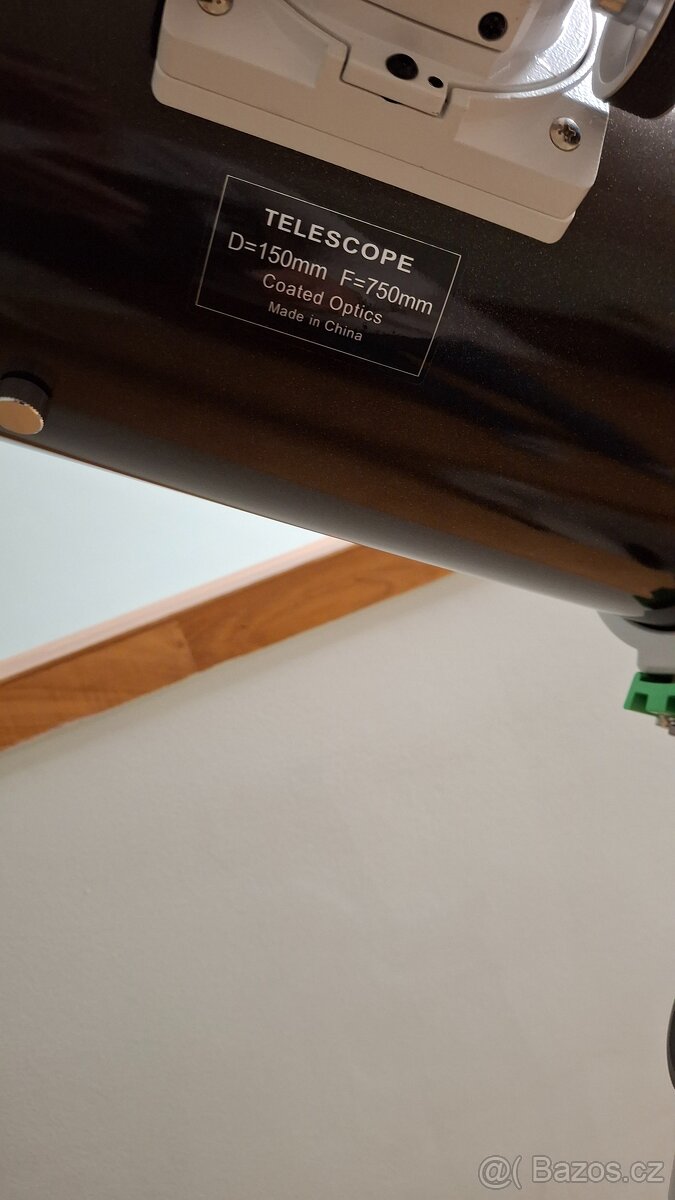 TELESCOPE
D=150mm F=750mm
Coated Optics
Made in China
@( Bazos.cz